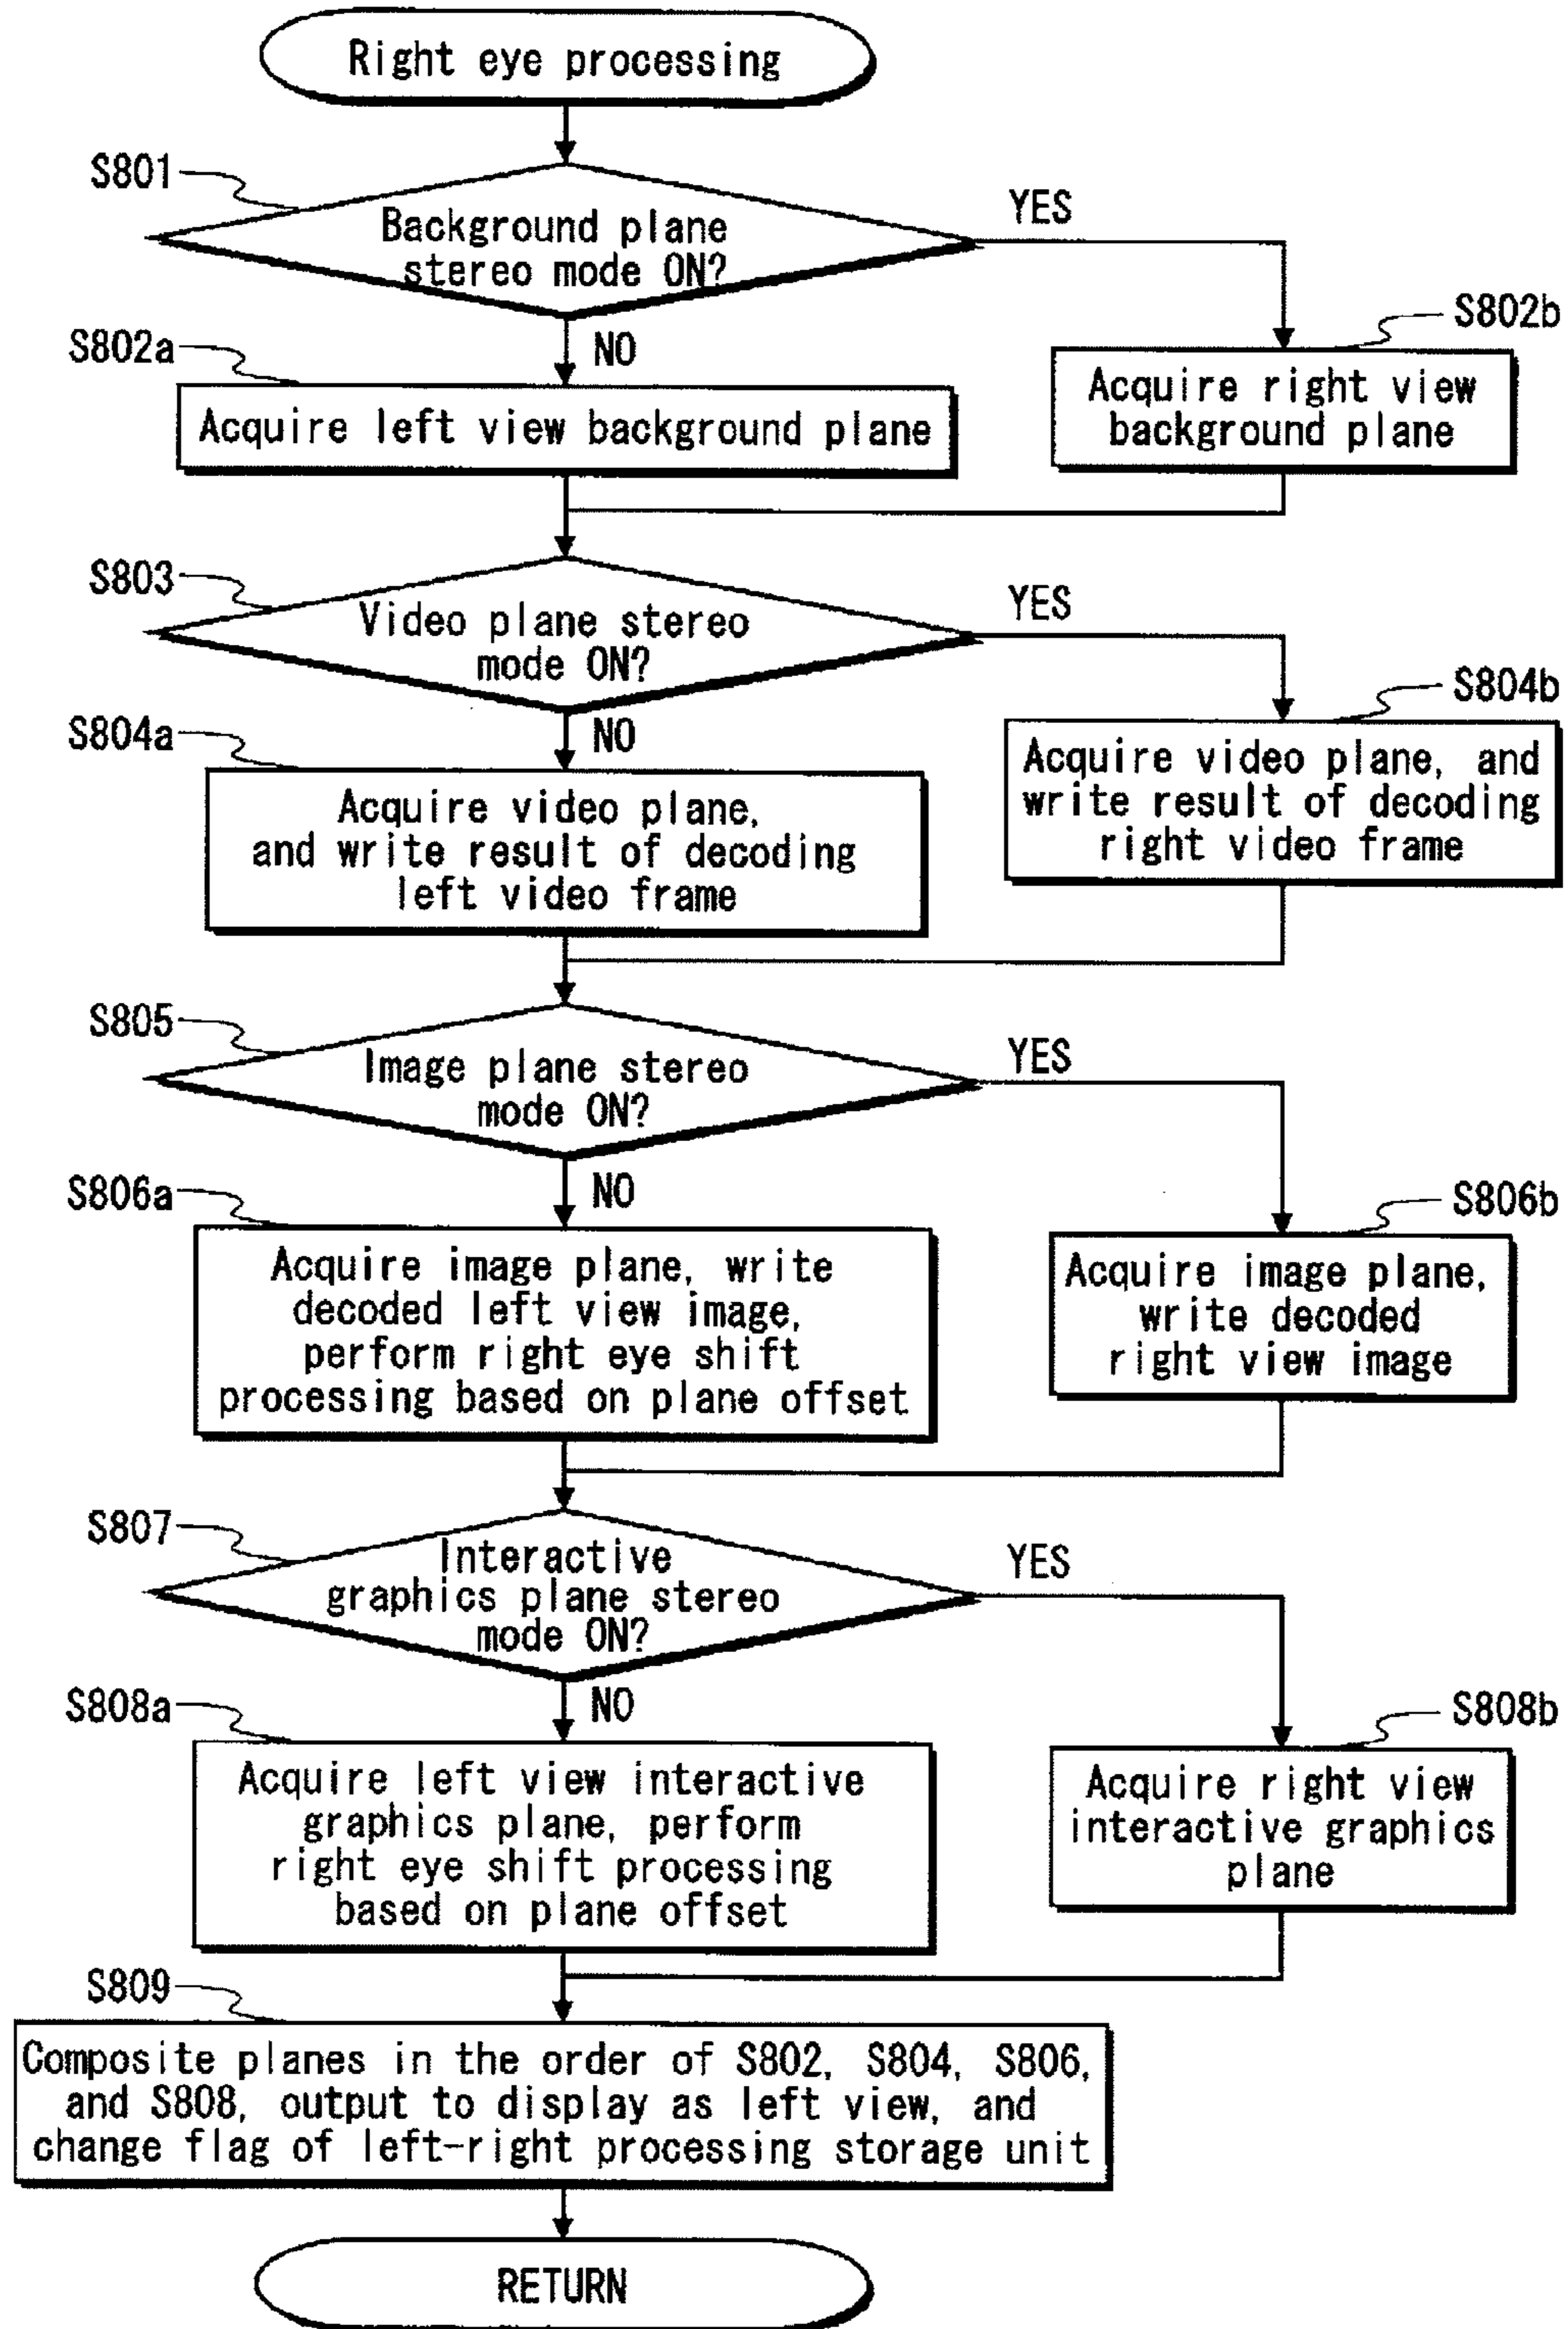 Right eye processing
S801
Background plane
stereo mode ON?
YES
NO
S802a
Acquire left view background plane
S802b
Acquire right view
background plane
S803
Video plane stereo
mode ON?
YES
NO
S804a
Acquire video plane,
and write result of decoding
left video frame
S804b
Acquire video plane, and
write result of decoding
right video frame
S805
Image plane stereo
mode ON?
YES
NO
S806a
Acquire image plane, write
decoded left view image,
perform right eye shift
processing based on plane offset
S806b
Acquire image plane,
write decoded
right view image
S807
Interactive
graphics plane stereo
mode ON?
YES
NO
S808a
Acquire left view interactive
graphics plane, perform
right eye shift processing
based on plane offset
S808b
Acquire right view
interactive graphics
plane
S809
Composite planes in the order of S802, S804, S806,
and S808, output to display as left view, and
change flag of left-right processing storage unit
RETURN